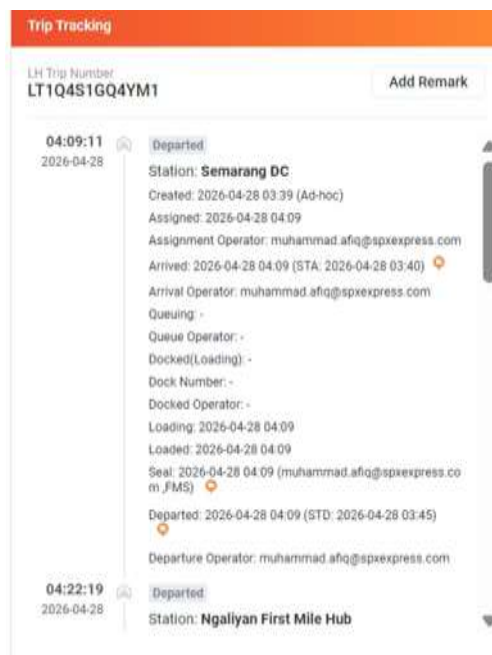 Trip Tracking
LH Trip Number
LT1Q4S1GQ4YM1
Add Remark
04:09:11
2026-04-28
Departed
Station: Semarang DC
Created: 2026-04-28 03:39 (Ad-hoc)
Assigned: 2026-04-28 04:09
Assignment Operator: muhammad.afiq@spxexpress.com
Arrived: 2026-04-28 04:09 (STA: 2026-04-28 03:40)
Arrival Operator: muhammad.afiq@spxexpress.com
Queuing: -
Queue Operator: -
Docked(Loading): -
Dock Number: -
Docked Operator: -
Loading: 2026-04-28 04:09
Loaded: 2026-04-28 04:09
Seal: 2026-04-28 04:09 (muhammad.afiq@spxexpress.co
m ,FMS)
Departed: 2026-04-28 04:09 (STD: 2026-04-28 03:45)
Departure Operator: muhammad.afiq@spxexpress.com
04:22:19
2026-04-28
Departed
Station: Ngaliyan First Mile Hub